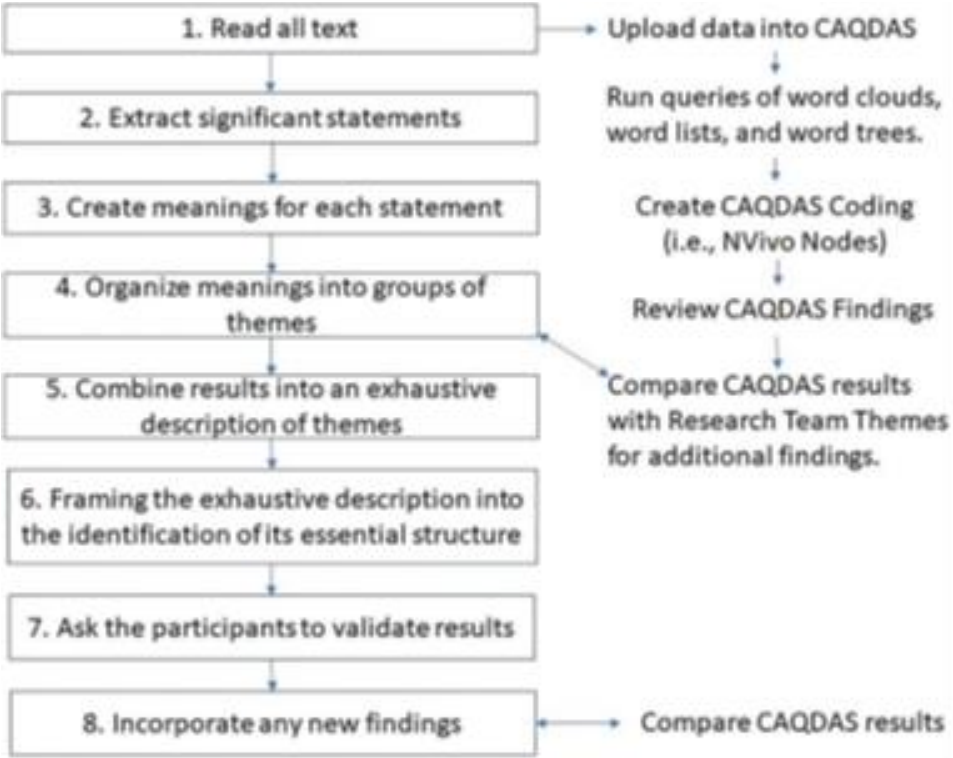 1. Read all text
2. Extract significant statements
3. Create meanings for each statement
4. Organize meanings into groups of
themes
5. Combine results into an exhaustive
description of themes
6. Framing the exhaustive description into
the identification of its essential structure
7. Ask the participants to validate results
8. Incorporate any new findings
Upload data into CAQDAS
Run queries of word clouds,
word lists, and word trees.
Create CAQDAS Coding
(i.e., NVivo Nodes)
Review CAQDAS Findings
Compare CAQDAS results
with Research Team Themes
for additional findings.
Compare CAQDAS results